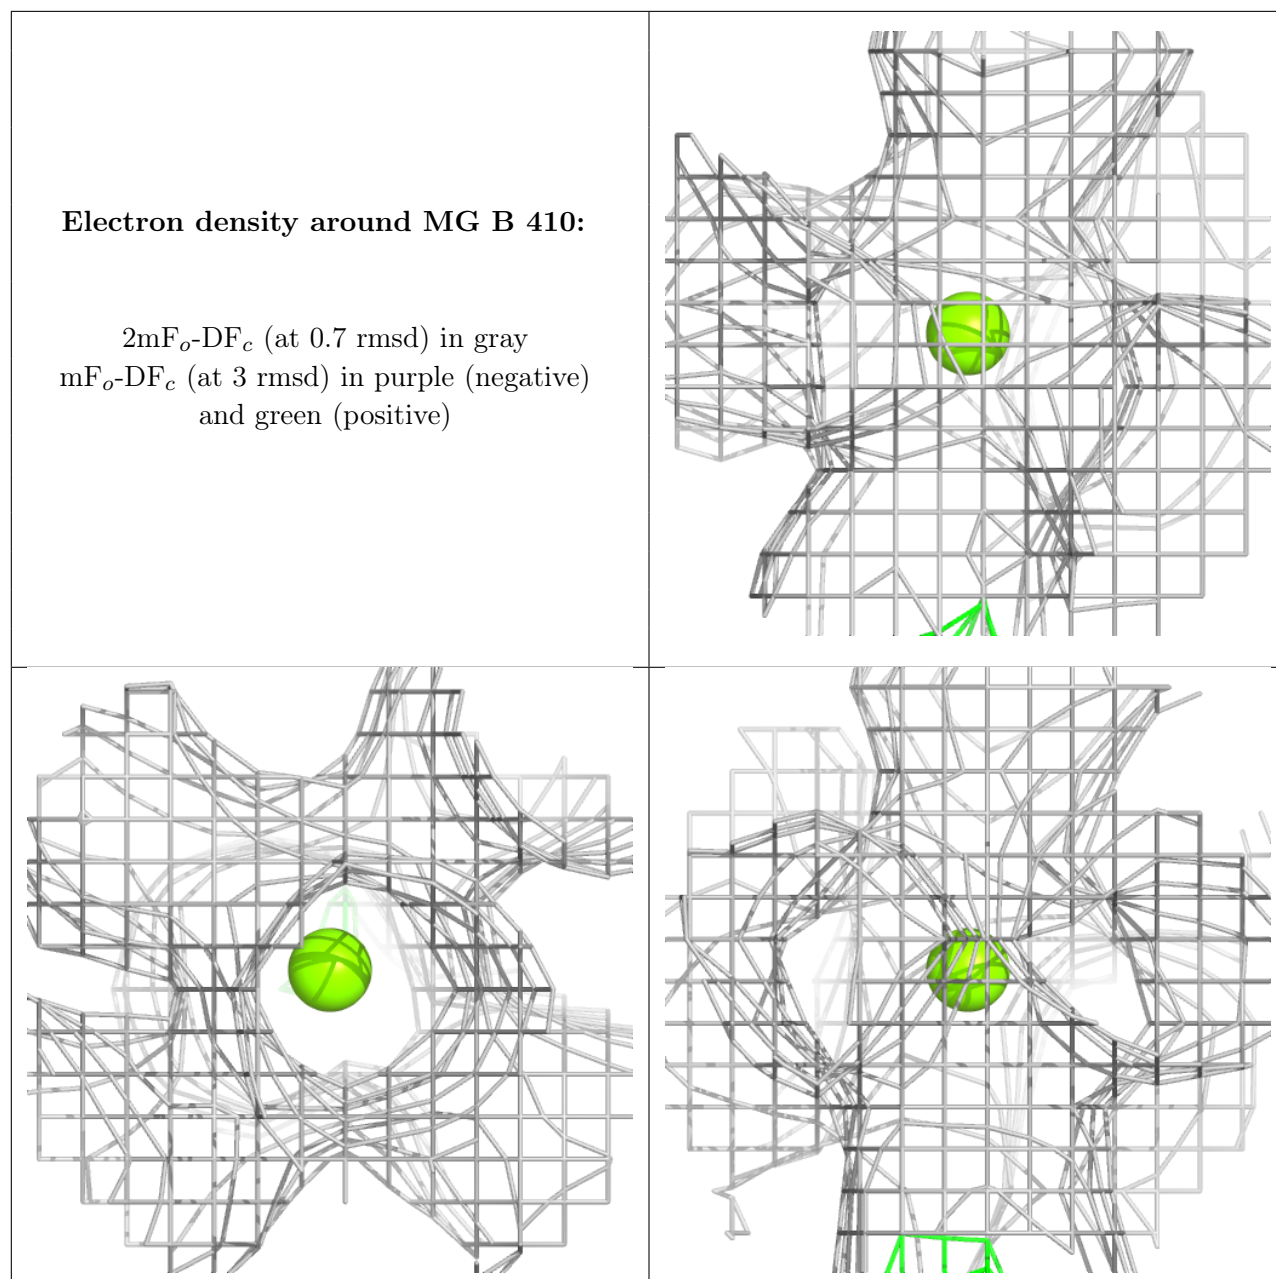 Electron density around MG B 410:
2mFₒ-DF𝒸 (at 0.7 rmsd) in gray
mFₒ-DF𝒸 (at 3 rmsd) in purple (negative)
and green (positive)